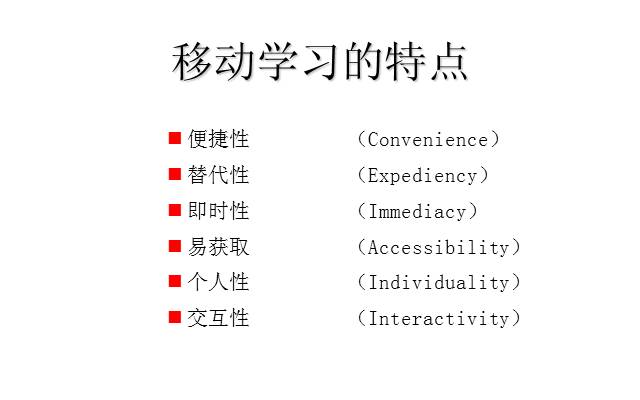 移动学习的特点
便捷性 （Convenience）
替代性 （Expediency）
即时性 （Immediacy）
易获取 （Accessibility）
个人性 （Individuality）
交互性 （Interactivity）